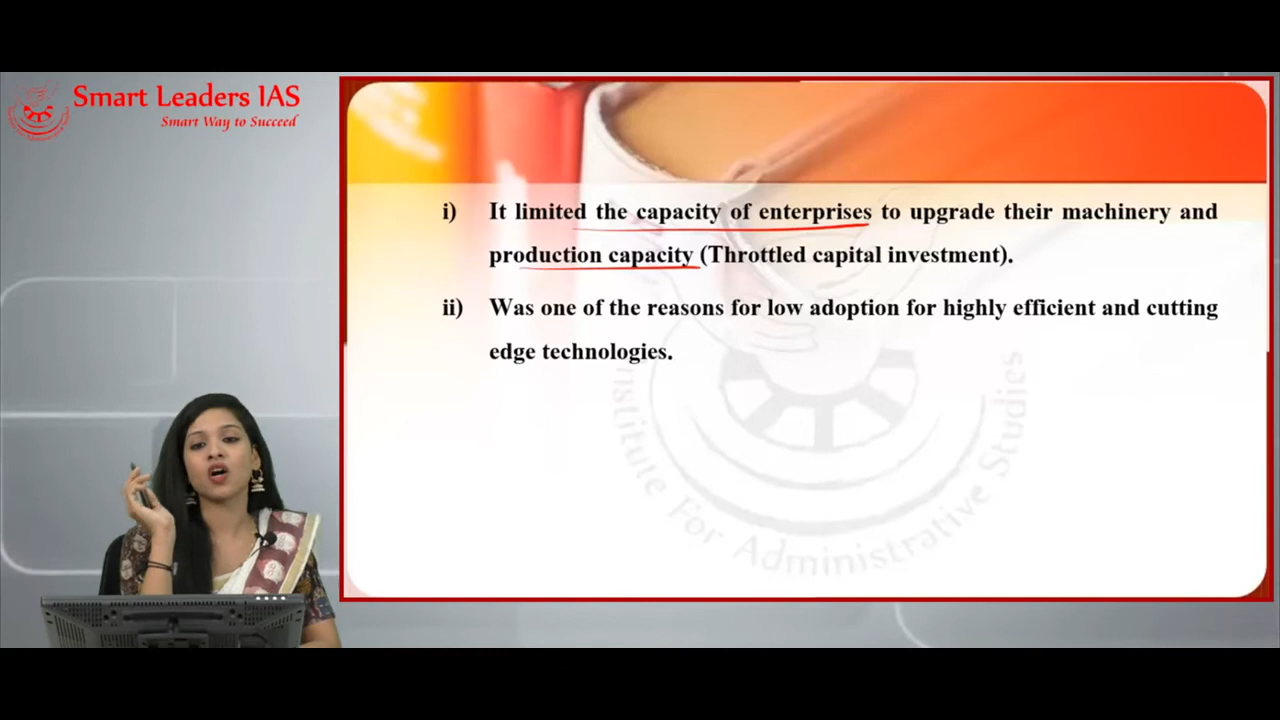 Smart Leaders IAS
Smart Way to Succeed
i) It limited the capacity of enterprises to upgrade their machinery and
production capacity (Throttled capital investment).
ii) Was one of the reasons for low adoption for highly efficient and cutting
edge technologies.
Institute For Administrative Studies